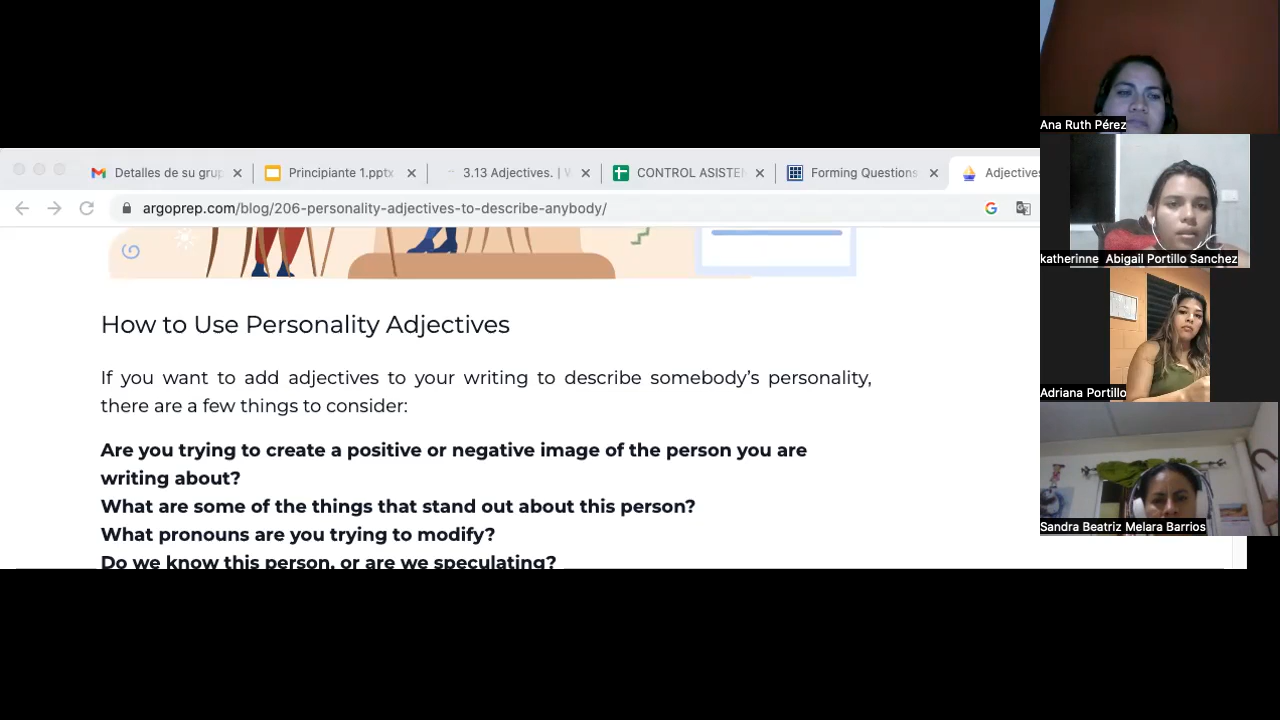 Detalles de su grup
Principiante 1.pptx
3.13 Adjectives. | W
CONTROL ASISTEN
Forming Questions
Adjectives
argoprep.com/blog/206-personality-adjectives-to-describe-anybody/
How to Use Personality Adjectives
If you want to add adjectives to your writing to describe somebody's personality,
there are a few things to consider:
Are you trying to create a positive or negative image of the person you are
writing about?
What are some of the things that stand out about this person?
What pronouns are you trying to modify?
Do we know this person, or are we speculating?
Ana Ruth Pérez
katherinne Abigail Portillo Sanchez
Adriana Portillo
Sandra Beatriz Melara Barrios